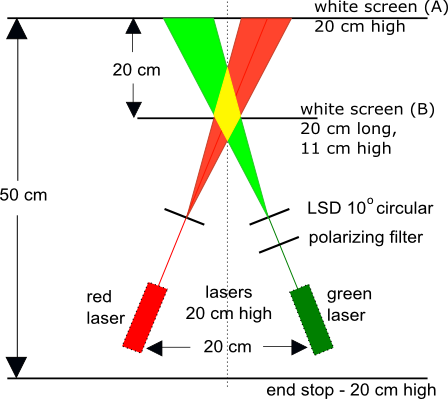 white screen (A)
20 cm high
20 cm
white screen (B)
20 cm long,
11 cm high
50 cm
LSD 10° circular
polarizing filter
red
laser
lasers
20 cm high
green
laser
20 cm
end stop - 20 cm high